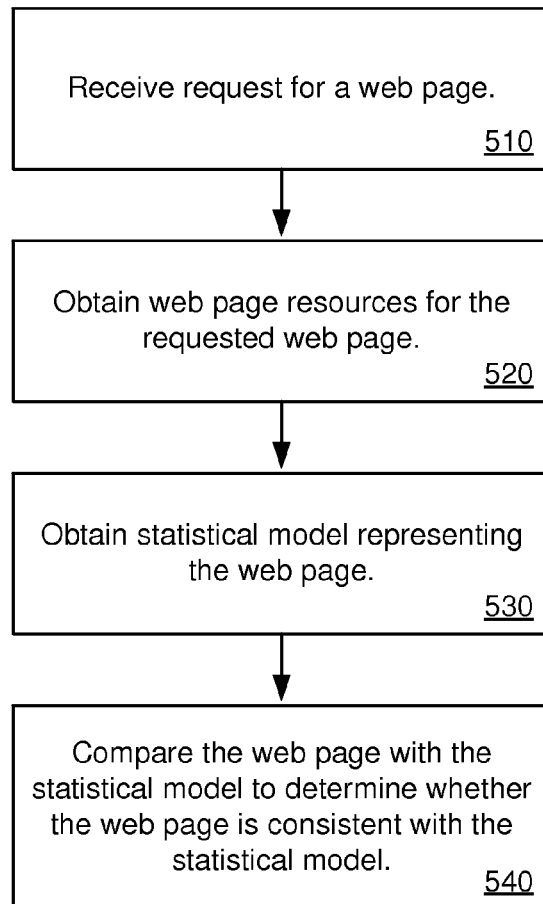 Receive request for a web page.
510
Obtain web page resources for the
requested web page.
520
Obtain statistical model representing
the web page.
530
Compare the web page with the
statistical model to determine whether
the web page is consistent with the
statistical model.
540